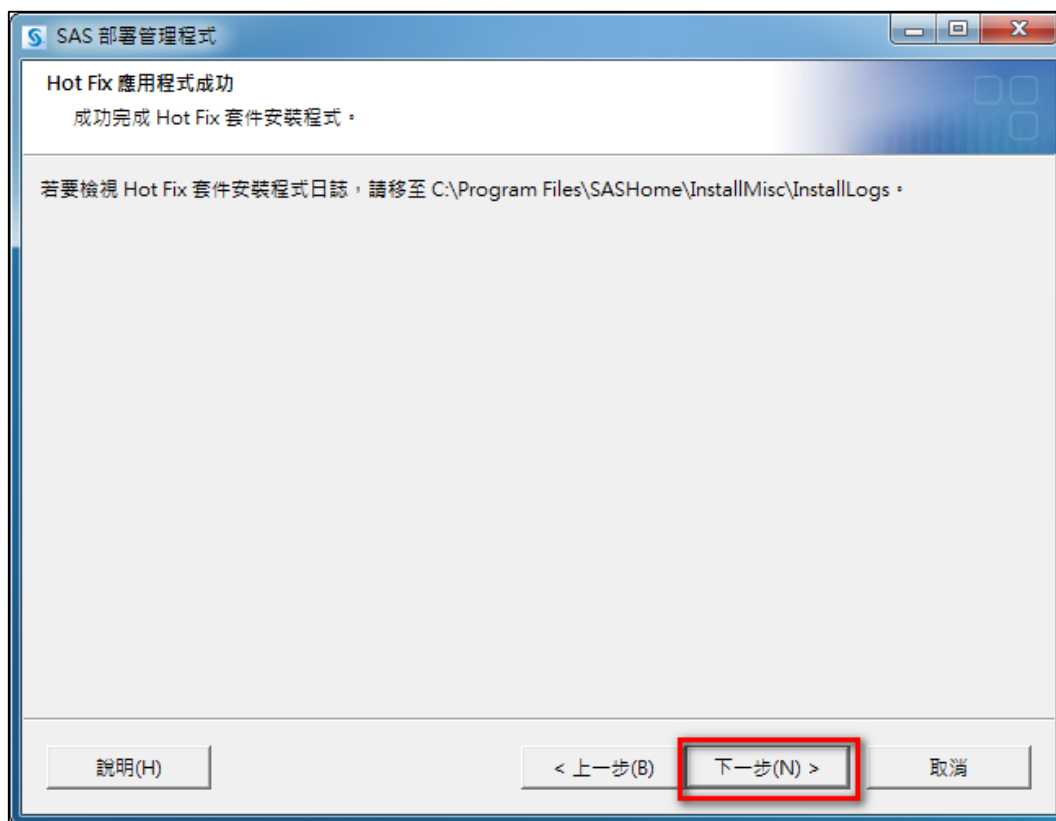 SAS 部署管理程式
Hot Fix 應用程式成功
成功完成 Hot Fix 套件安裝程式。
若要檢視 Hot Fix 套件安裝程式日誌，請移至 C:\Program Files\SASHome\InstallMisc\InstallLogs。
說明(H)
< 上一步(B)
下一步(N) >
取消